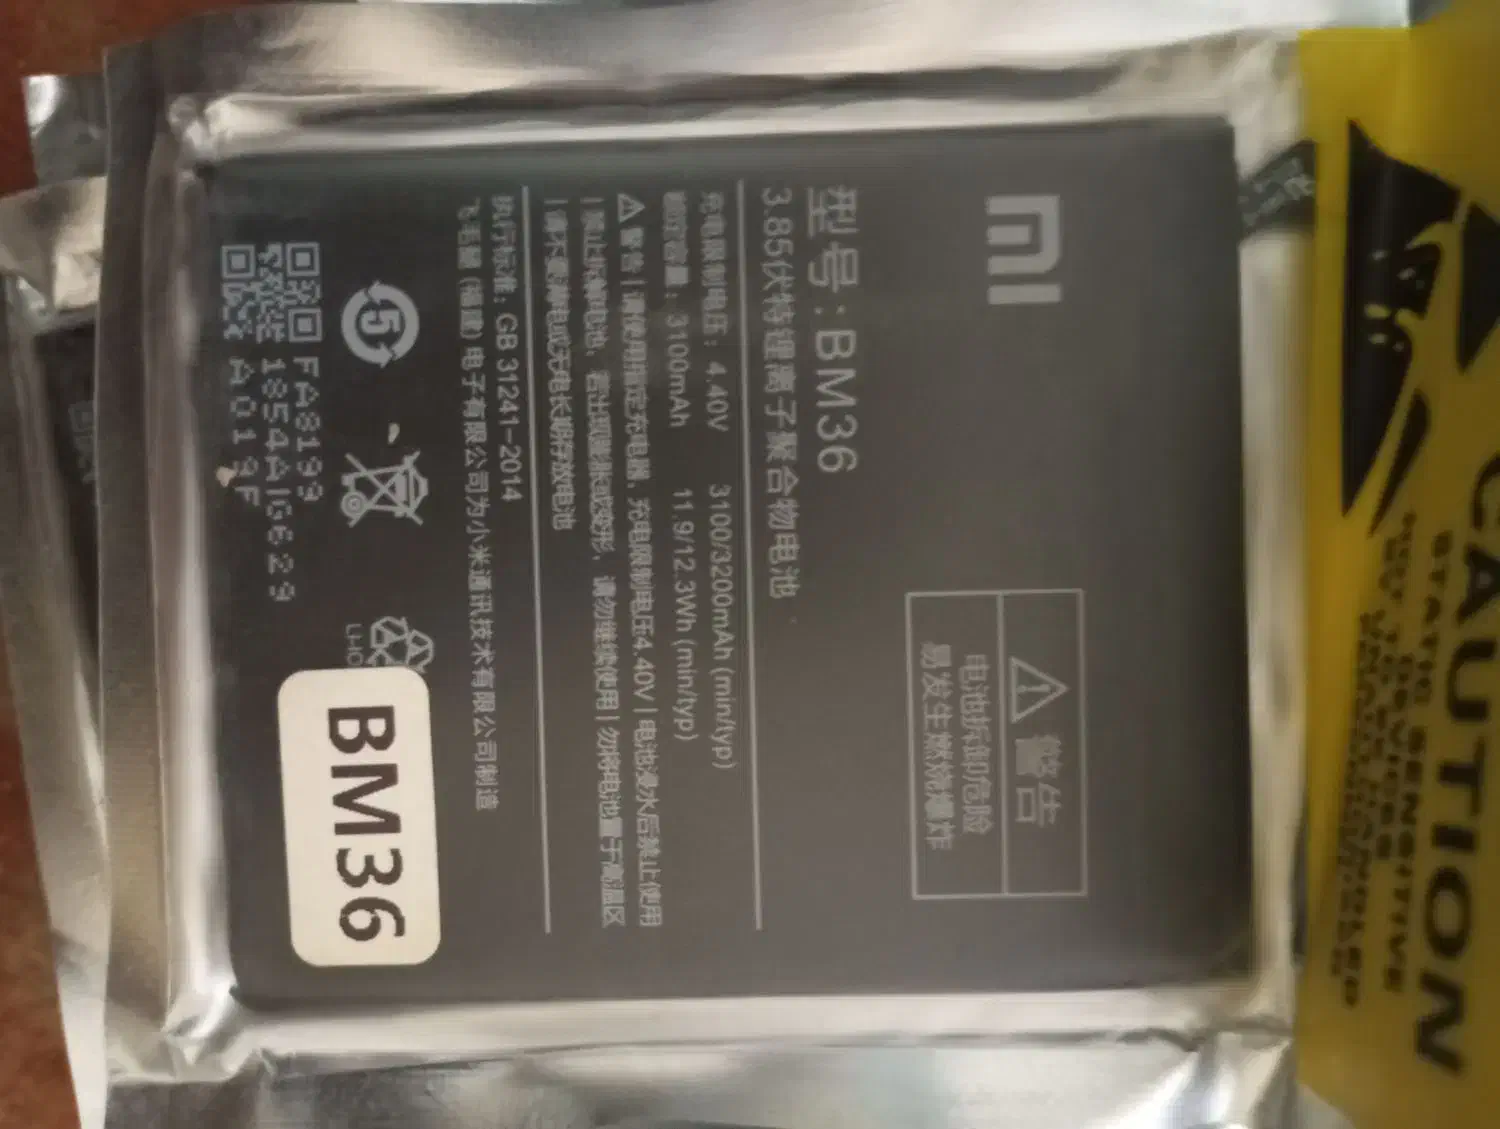 MI
警告
电池拆卸危险
易发生燃烧爆炸
型号: BM36
3.85伏特锂离子聚合物电池
充电限制电压: 4.40V 3100/3200mAh (min/typ)
额定容量: 3100mAh 11.9/12.3Wh (min/typ)
警告 | 请使用指定充电器, 充电限制电压4.40V | 电池浸水后禁止使用
| 禁止拆解电池, 若出现膨胀或变形, 请勿继续使用 | 勿将电池置于高温区
| 请不要满电或无电长期存放电池
执行标准: GB 31241-2014
飞毛腿 (福建) 电子有限公司为小米通讯技术有限公司制造
5
FA8199
1854AIG629
A019F
BM36
CAUTION
STATIC SENSITIVE
DEVICES